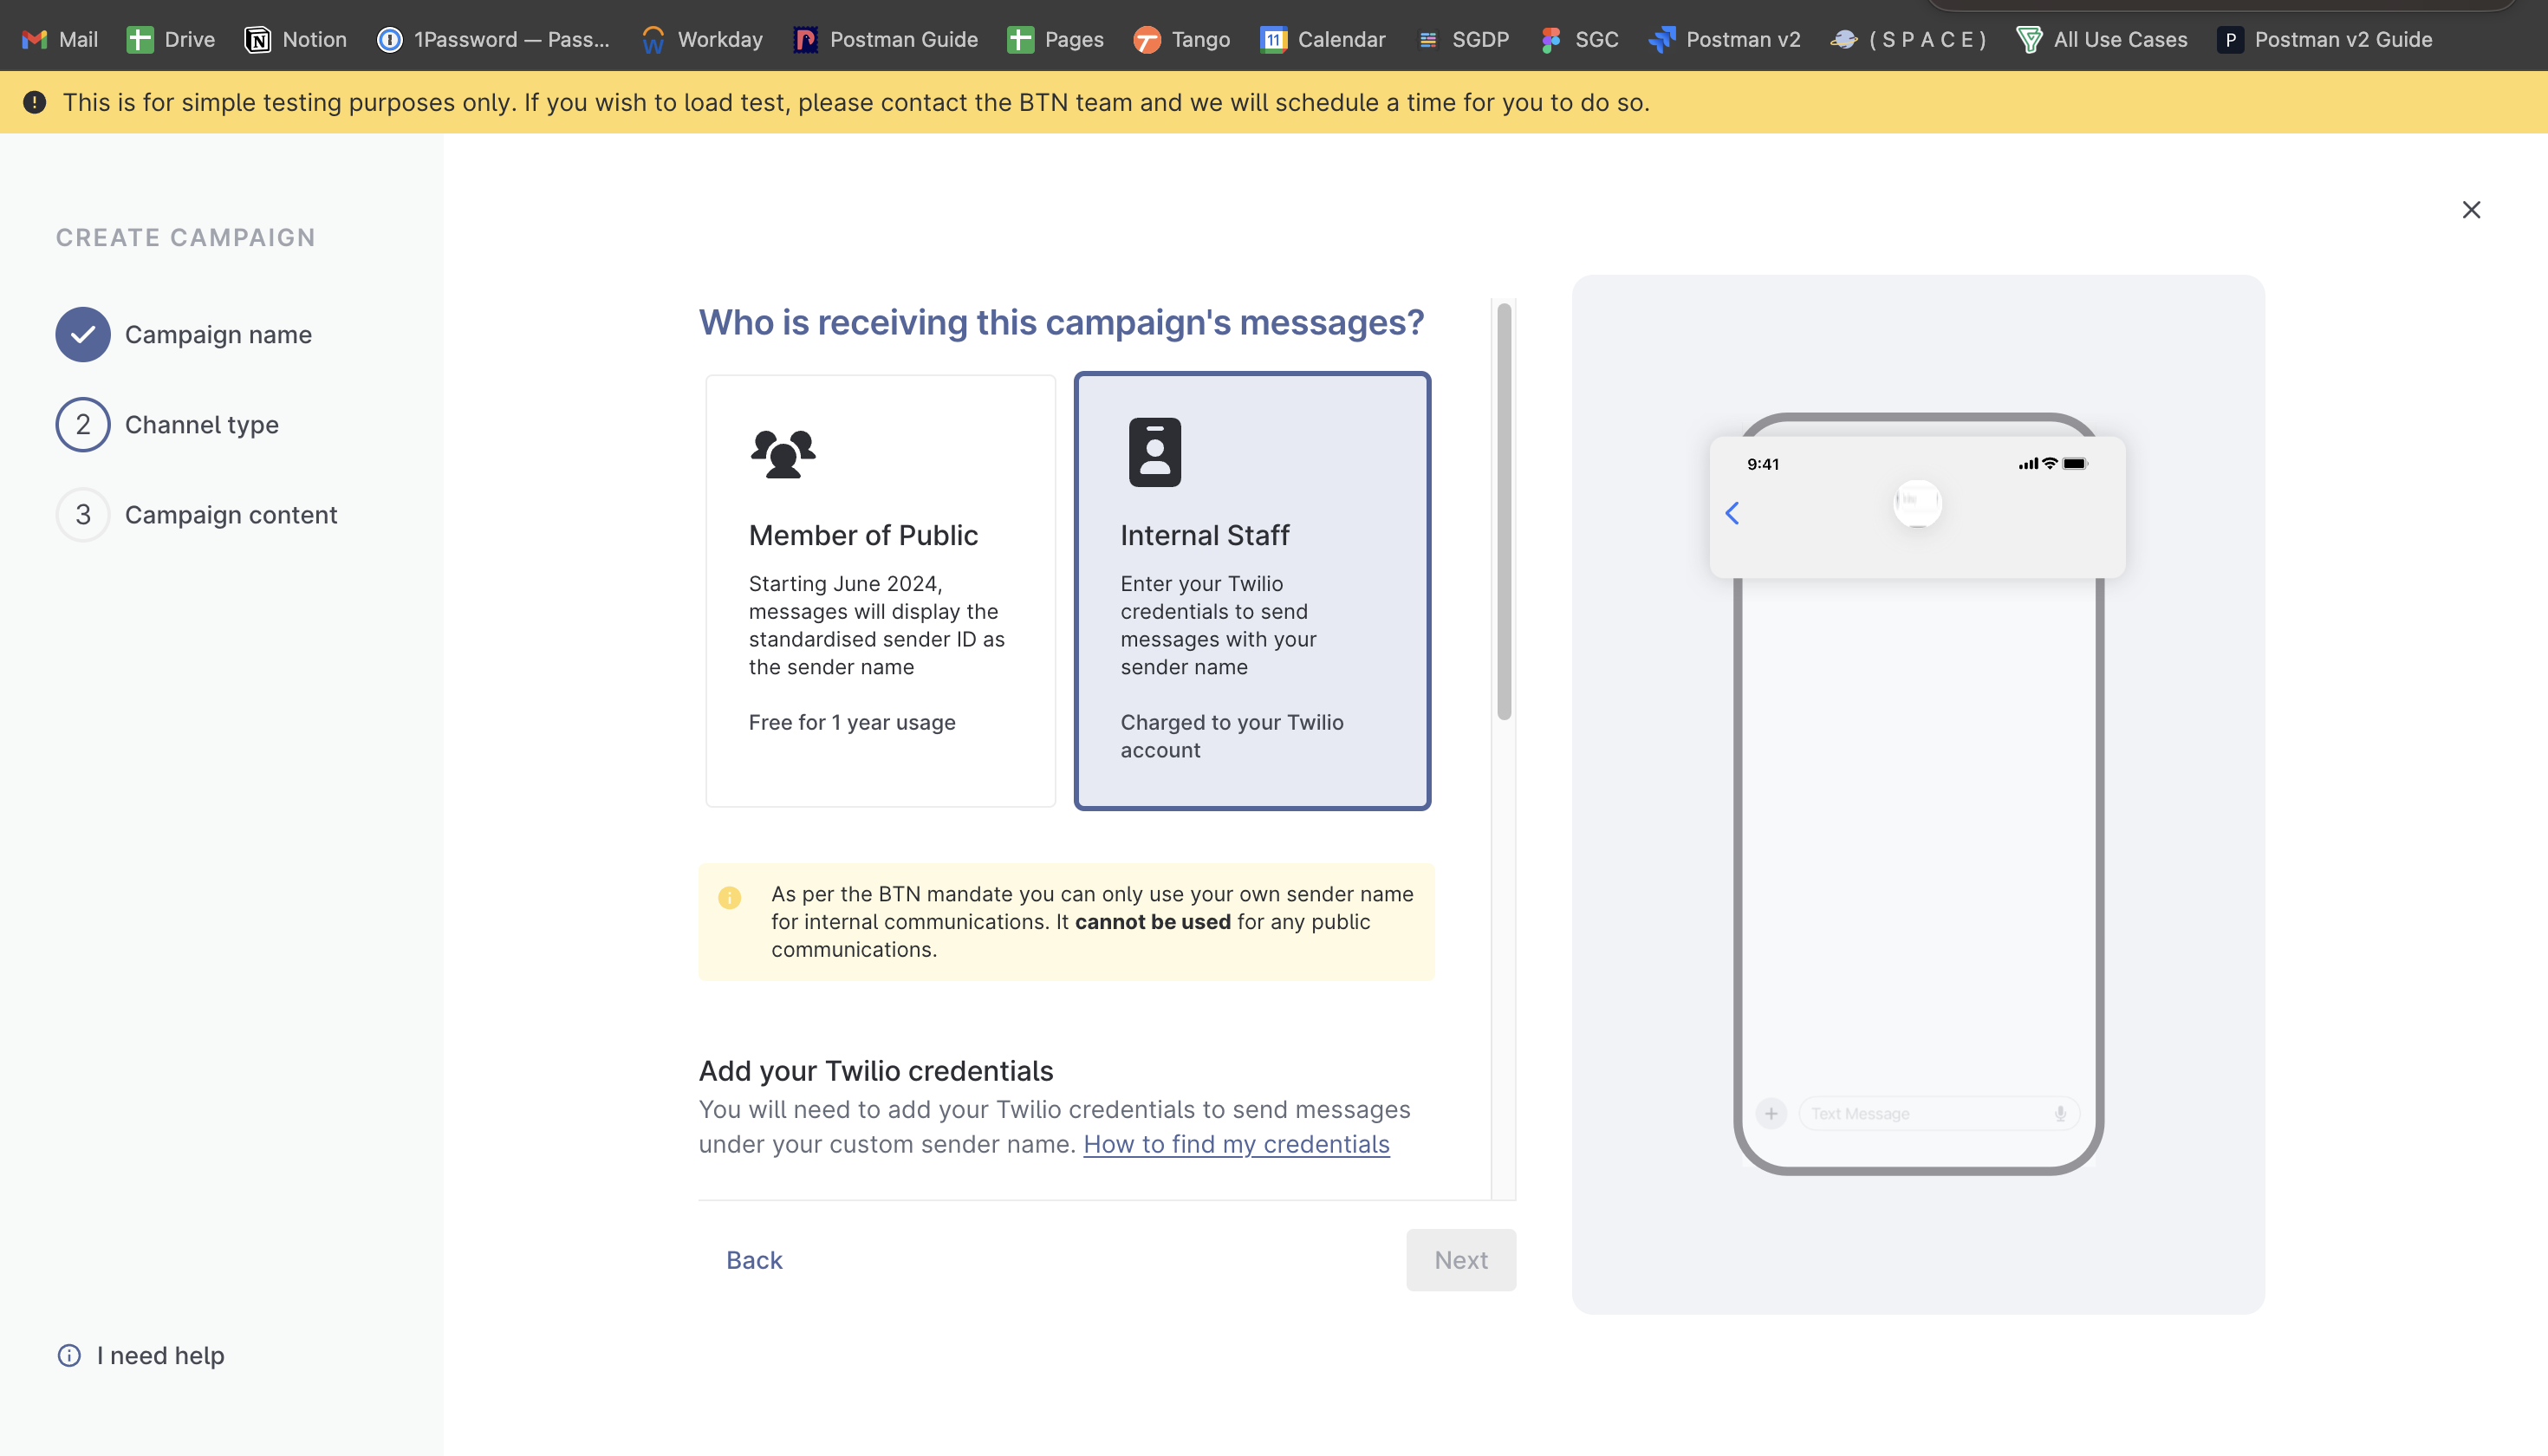 Mail Drive Notion 1Password — Pass... Workday Postman Guide Pages Tango Calendar SGDP SGC Postman v2 ( S P A C E ) All Use Cases Postman v2 Guide
This is for simple testing purposes only. If you wish to load test, please contact the BTN team and we will schedule a time for you to do so.
CREATE CAMPAIGN
Campaign name
2 Channel type
3 Campaign content
I need help
Who is receiving this campaign's messages?
Member of Public
Starting June 2024,
messages will display the
standardised sender ID as
the sender name
Free for 1 year usage
Internal Staff
Enter your Twilio
credentials to send
messages with your
sender name
Charged to your Twilio
account
As per the BTN mandate you can only use your own sender name
for internal communications. It cannot be used for any public
communications.
Add your Twilio credentials
You will need to add your Twilio credentials to send messages
under your custom sender name. How to find my credentials
Back
Next
9:41
Text Message